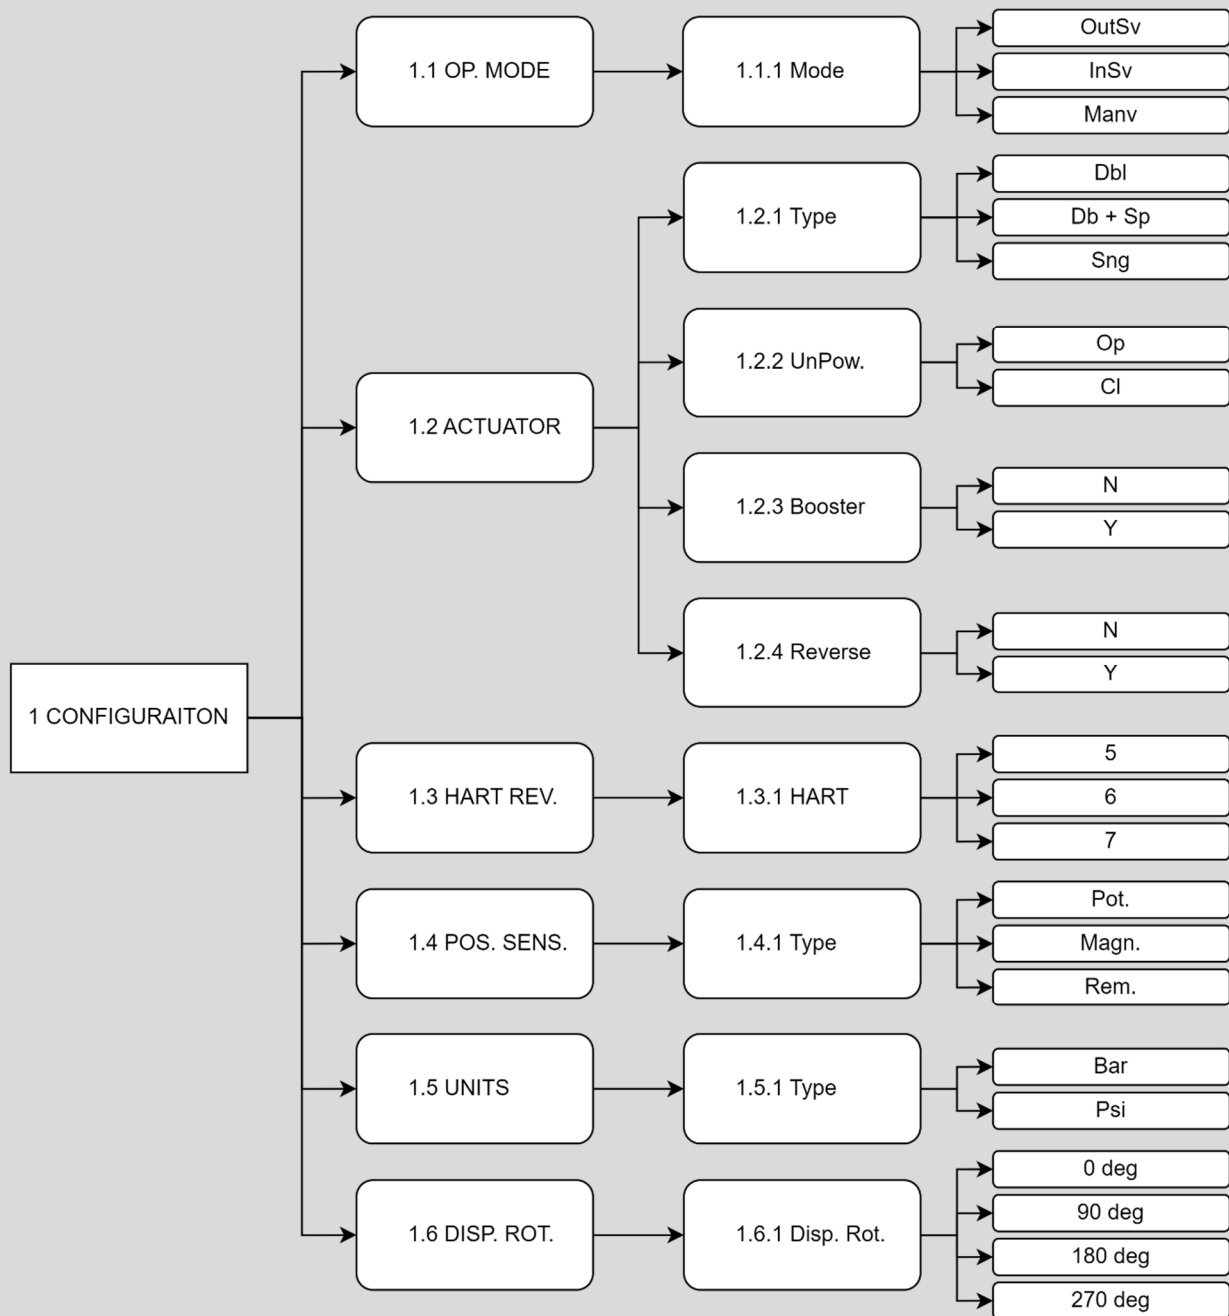 1 CONFIGURAITON
1.1 OP. MODE
1.1.1 Mode
OutSv
InSv
Manv
1.2 ACTUATOR
1.2.1 Type
Dbl
Db + Sp
Sng
1.2.2 UnPow.
Op
Cl
1.2.3 Booster
N
Y
1.2.4 Reverse
N
Y
1.3 HART REV.
1.3.1 HART
5
6
7
1.4 POS. SENS.
1.4.1 Type
Pot.
Magn.
Rem.
1.5 UNITS
1.5.1 Type
Bar
Psi
1.6 DISP. ROT.
1.6.1 Disp. Rot.
0 deg
90 deg
180 deg
270 deg